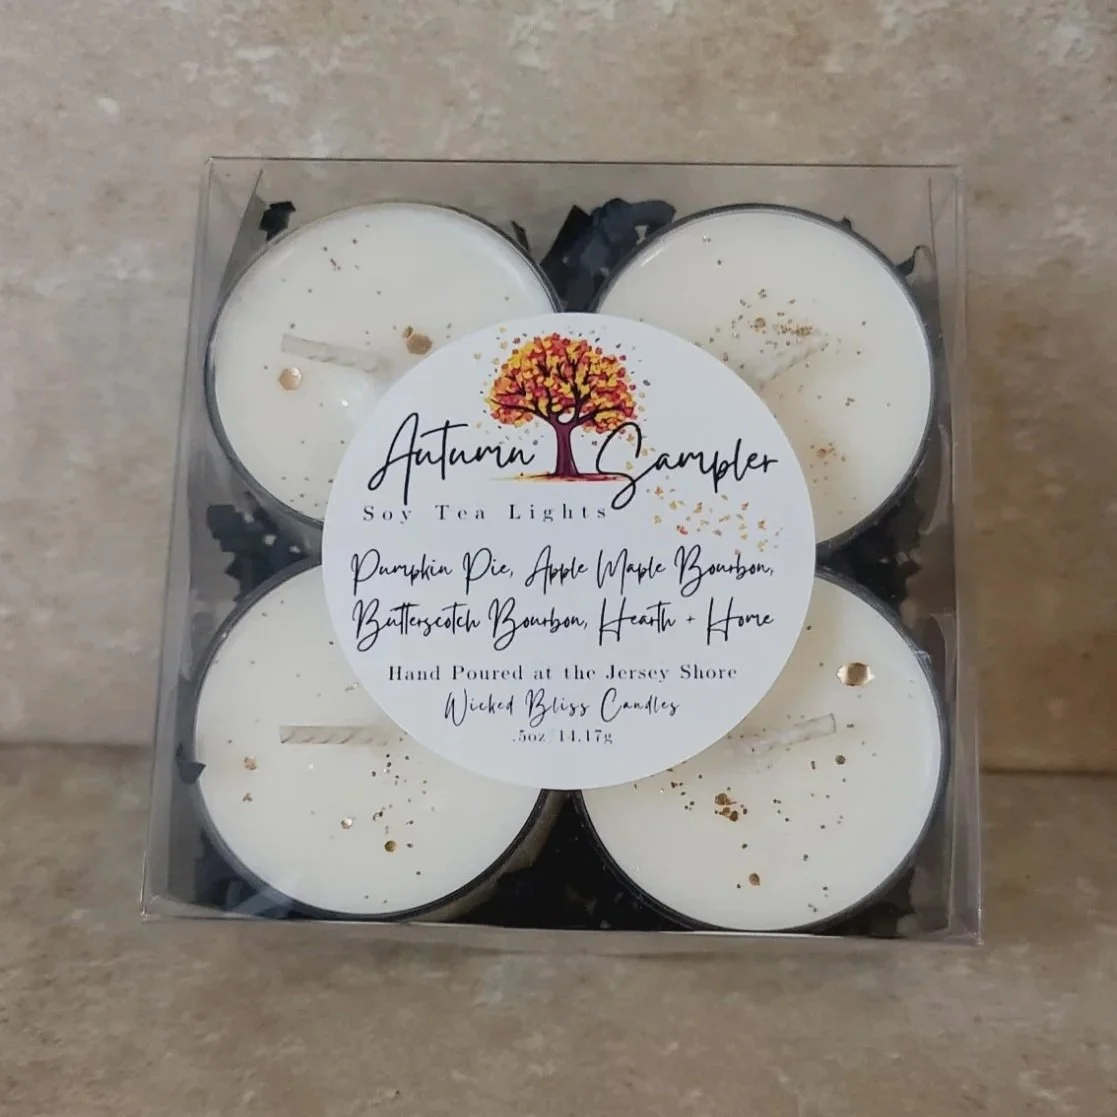 Autumn Sampler
Soy Tea Lights
Pumpkin Pie, Apple Maple Bourbon,
Butterscotch Bourbon, Hearth + Home
Hand Poured at the Jersey Shore
Wicked Bliss Candles
.5oz/14.17g